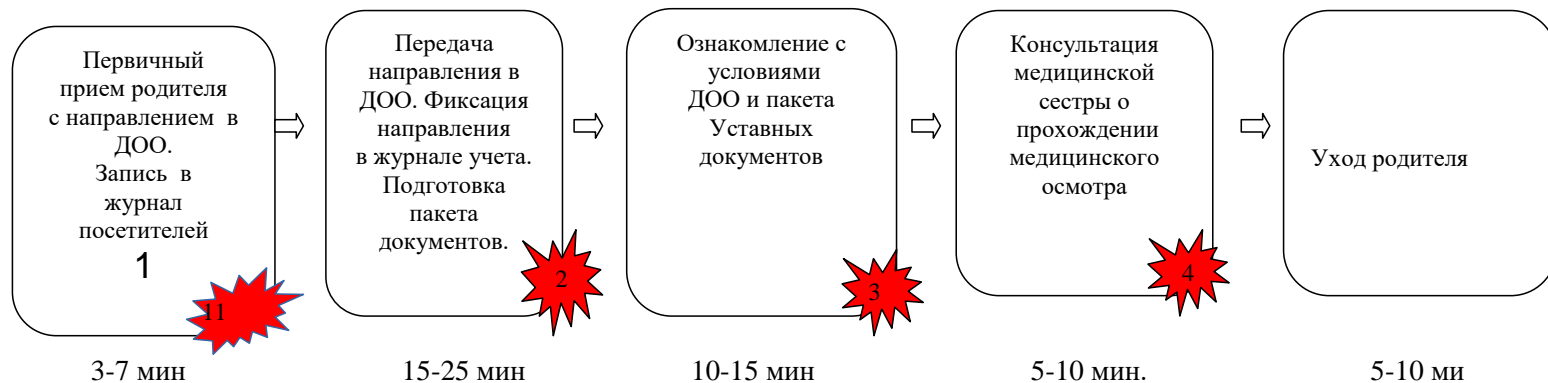 Первичный
прием родителя
с направлением в
ДОО.
Запись в
журнал
посетителей
1
11
Передача
направления в
ДОО. Фиксация
направления
в журнале учета.
Подготовка
пакета
документов.
2
Ознакомление с
условиями
ДОО и пакета
Уставных
документов
3
Консультация
медицинской
сестры о
прохождении
медицинского
осмотра
4
Уход родителя
3-7 мин
15-25 мин
10-15 мин
5-10 мин.
5-10 ми